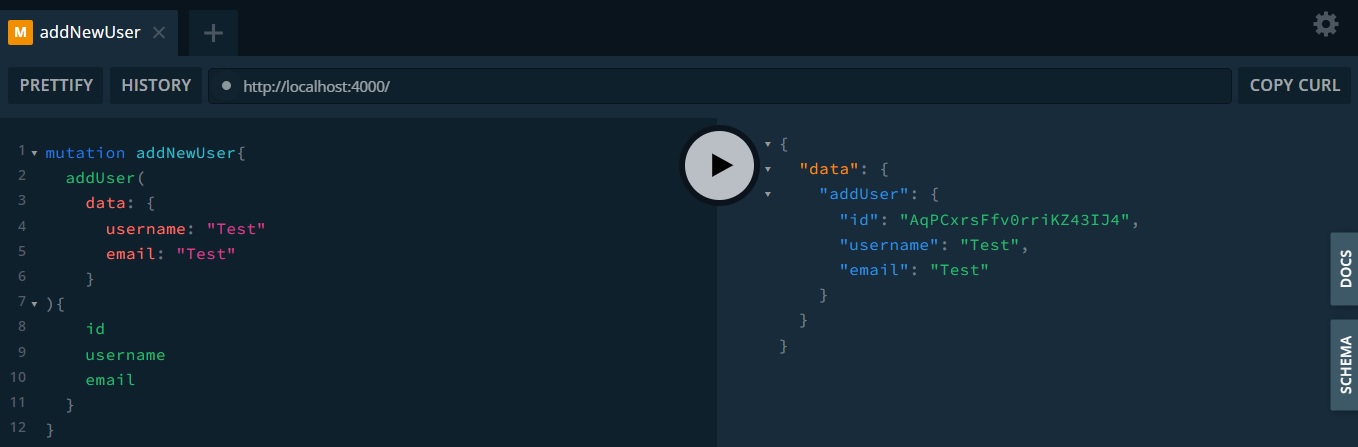 M addNewUser × +
PRETTIFY HISTORY http://localhost:4000/ COPY CURL
1 mutation addNewUser{
2 addUser(
3 data: {
4 username: "Test"
5 email: "Test"
6 }
7 ){
8 id
9 username
10 email
11 }
12 }
{
"data": {
"addUser": {
"id": "AqPCxrsFfv0rriKZ43IJ4",
"username": "Test",
"email": "Test"
}
}
}
DOCS
SCHEMA